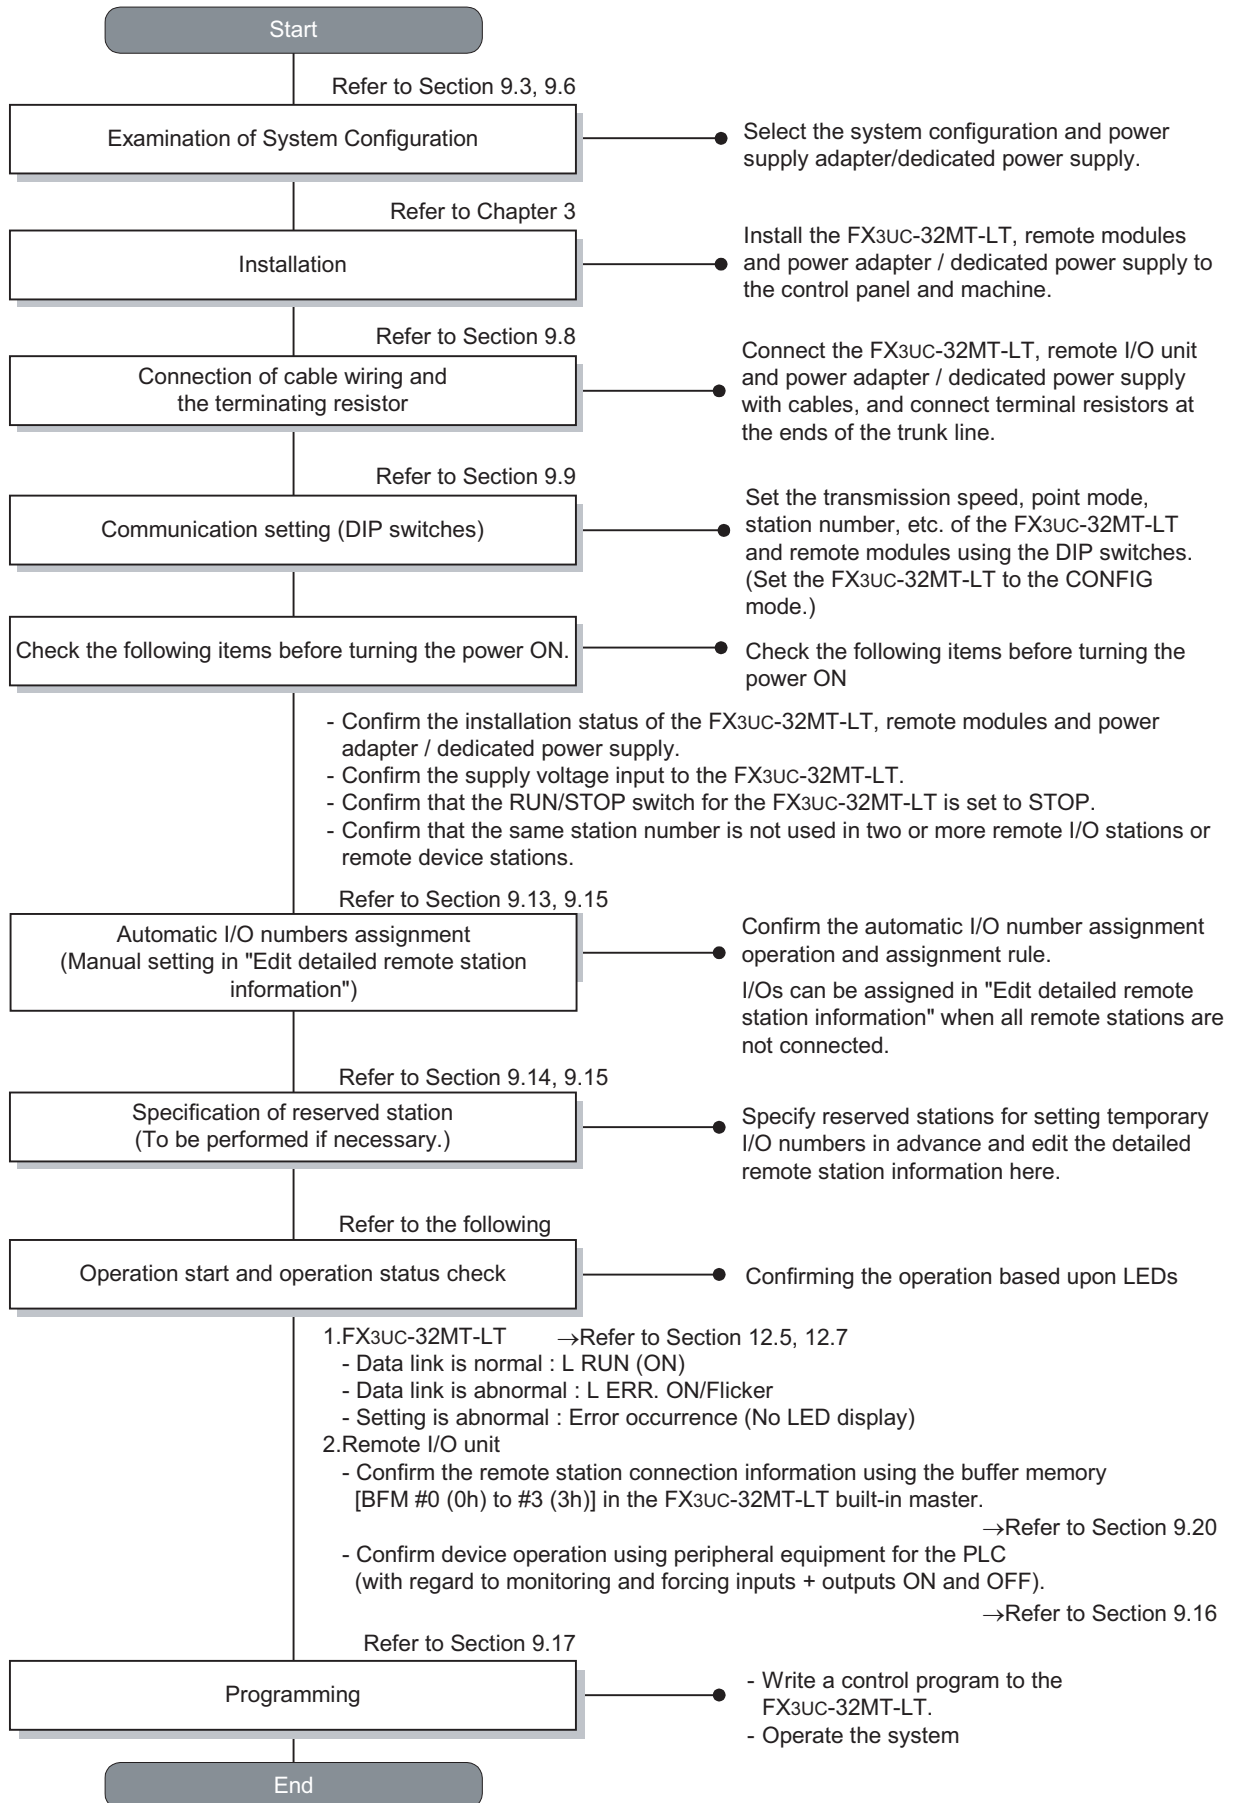 Start
Refer to Section 9.3, 9.6
Examination of System Configuration
Select the system configuration and power
supply adapter/dedicated power supply.
Refer to Chapter 3
Installation
Install the FX3UC-32MT-LT, remote modules
and power adapter / dedicated power supply to
the control panel and machine.
Refer to Section 9.8
Connection of cable wiring and
the terminating resistor
Connect the FX3UC-32MT-LT, remote I/O unit
and power adapter / dedicated power supply
with cables, and connect terminal resistors at
the ends of the trunk line.
Refer to Section 9.9
Communication setting (DIP switches)
Set the transmission speed, point mode,
station number, etc. of the FX3UC-32MT-LT
and remote modules using the DIP switches.
(Set the FX3UC-32MT-LT to the CONFIG
mode.)
Check the following items before turning the power ON.
Check the following items before turning the
power ON
- Confirm the installation status of the FX3UC-32MT-LT, remote modules and power
adapter / dedicated power supply.
- Confirm the supply voltage input to the FX3UC-32MT-LT.
- Confirm that the RUN/STOP switch for the FX3UC-32MT-LT is set to STOP.
- Confirm that the same station number is not used in two or more remote I/O stations or
remote device stations.
Refer to Section 9.13, 9.15
Automatic I/O numbers assignment
(Manual setting in "Edit detailed remote station
information")
Confirm the automatic I/O number assignment
operation and assignment rule.
I/Os can be assigned in "Edit detailed remote
station information" when all remote stations are
not connected.
Refer to Section 9.14, 9.15
Specification of reserved station
(To be performed if necessary.)
Specify reserved stations for setting temporary
I/O numbers in advance and edit the detailed
remote station information here.
Refer to the following
Operation start and operation status check
Confirming the operation based upon LEDs
1.FX3UC-32MT-LT →Refer to Section 12.5, 12.7
- Data link is normal : L RUN (ON)
- Data link is abnormal : L ERR. ON/Flicker
- Setting is abnormal : Error occurrence (No LED display)
2.Remote I/O unit
- Confirm the remote station connection information using the buffer memory
[BFM #0 (0h) to #3 (3h)] in the FX3UC-32MT-LT built-in master.
→Refer to Section 9.20
- Confirm device operation using peripheral equipment for the PLC
(with regard to monitoring and forcing inputs + outputs ON and OFF).
→Refer to Section 9.16
Refer to Section 9.17
Programming
- Write a control program to the
FX3UC-32MT-LT.
- Operate the system
End